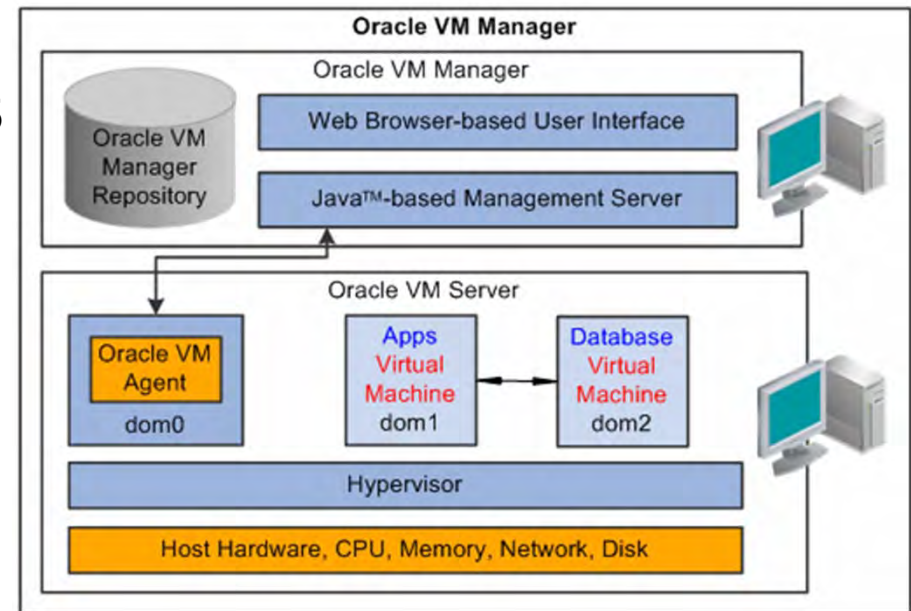 Oracle VM Manager
Oracle VM Manager
Oracle VM
Manager
Repository
Web Browser-based User Interface
Java™-based Management Server
Oracle VM Server
Oracle VM
Agent
dom0
Apps
Virtual
Machine
dom1
Database
Virtual
Machine
dom2
Hypervisor
Host Hardware, CPU, Memory, Network, Disk